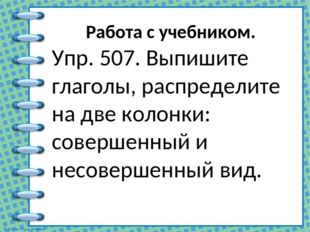 Работа с учебником.
Упр. 507. Выпишите
глаголы, распределите
на две колонки:
совершенный и
несовершенный вид.